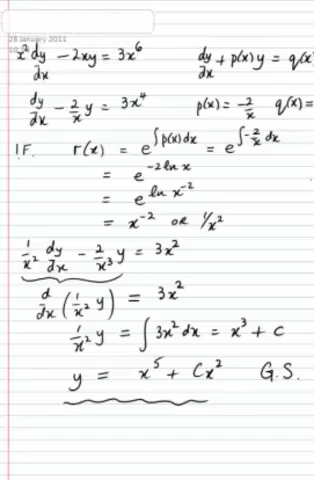 28 January 2011
x² dy/dx − 2xy = 3x⁶    dy/dx + p(x)y = q(x)
dy/dx − 2/x y = 3x⁴    p(x) = −2/x    q(x) =
I.F.    r(x) = e^∫p(x)dx = e^∫−2/x dx
= e^−2 ln x
= e^ln x⁻²
= x⁻² OR 1/x²
1/x² dy/dx − 2/x³ y = 3x²
d/dx (1/x² y) = 3x²
1/x² y = ∫3x² dx = x³ + C
y = x⁵ + Cx²    G.S.